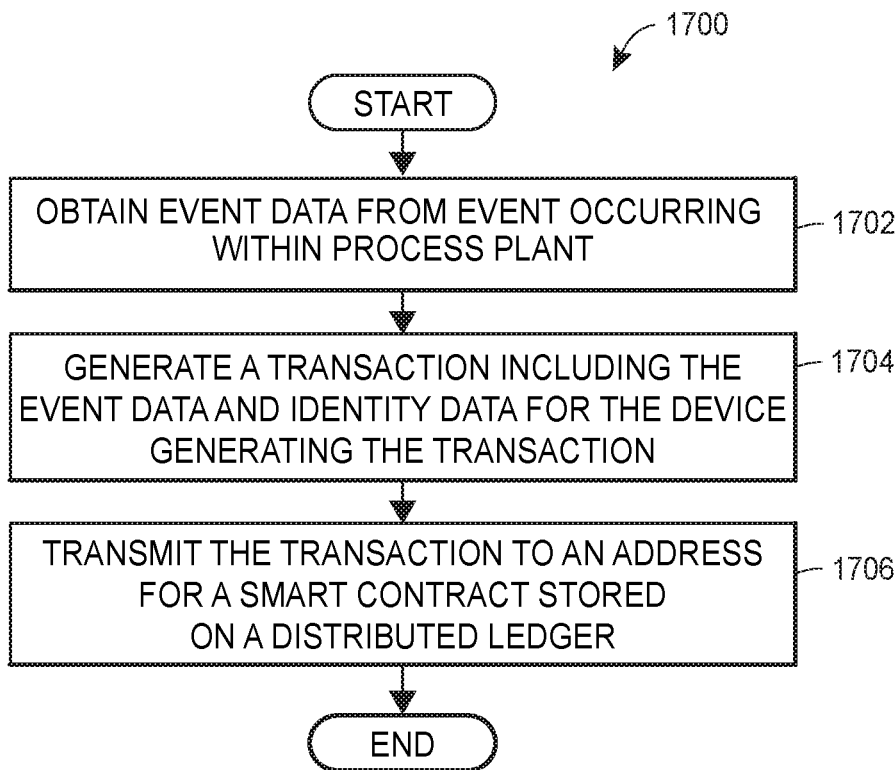 1700
START
OBTAIN EVENT DATA FROM EVENT OCCURRING
WITHIN PROCESS PLANT
1702
GENERATE A TRANSACTION INCLUDING THE
EVENT DATA AND IDENTITY DATA FOR THE DEVICE
GENERATING THE TRANSACTION
1704
TRANSMIT THE TRANSACTION TO AN ADDRESS
FOR A SMART CONTRACT STORED
ON A DISTRIBUTED LEDGER
1706
END